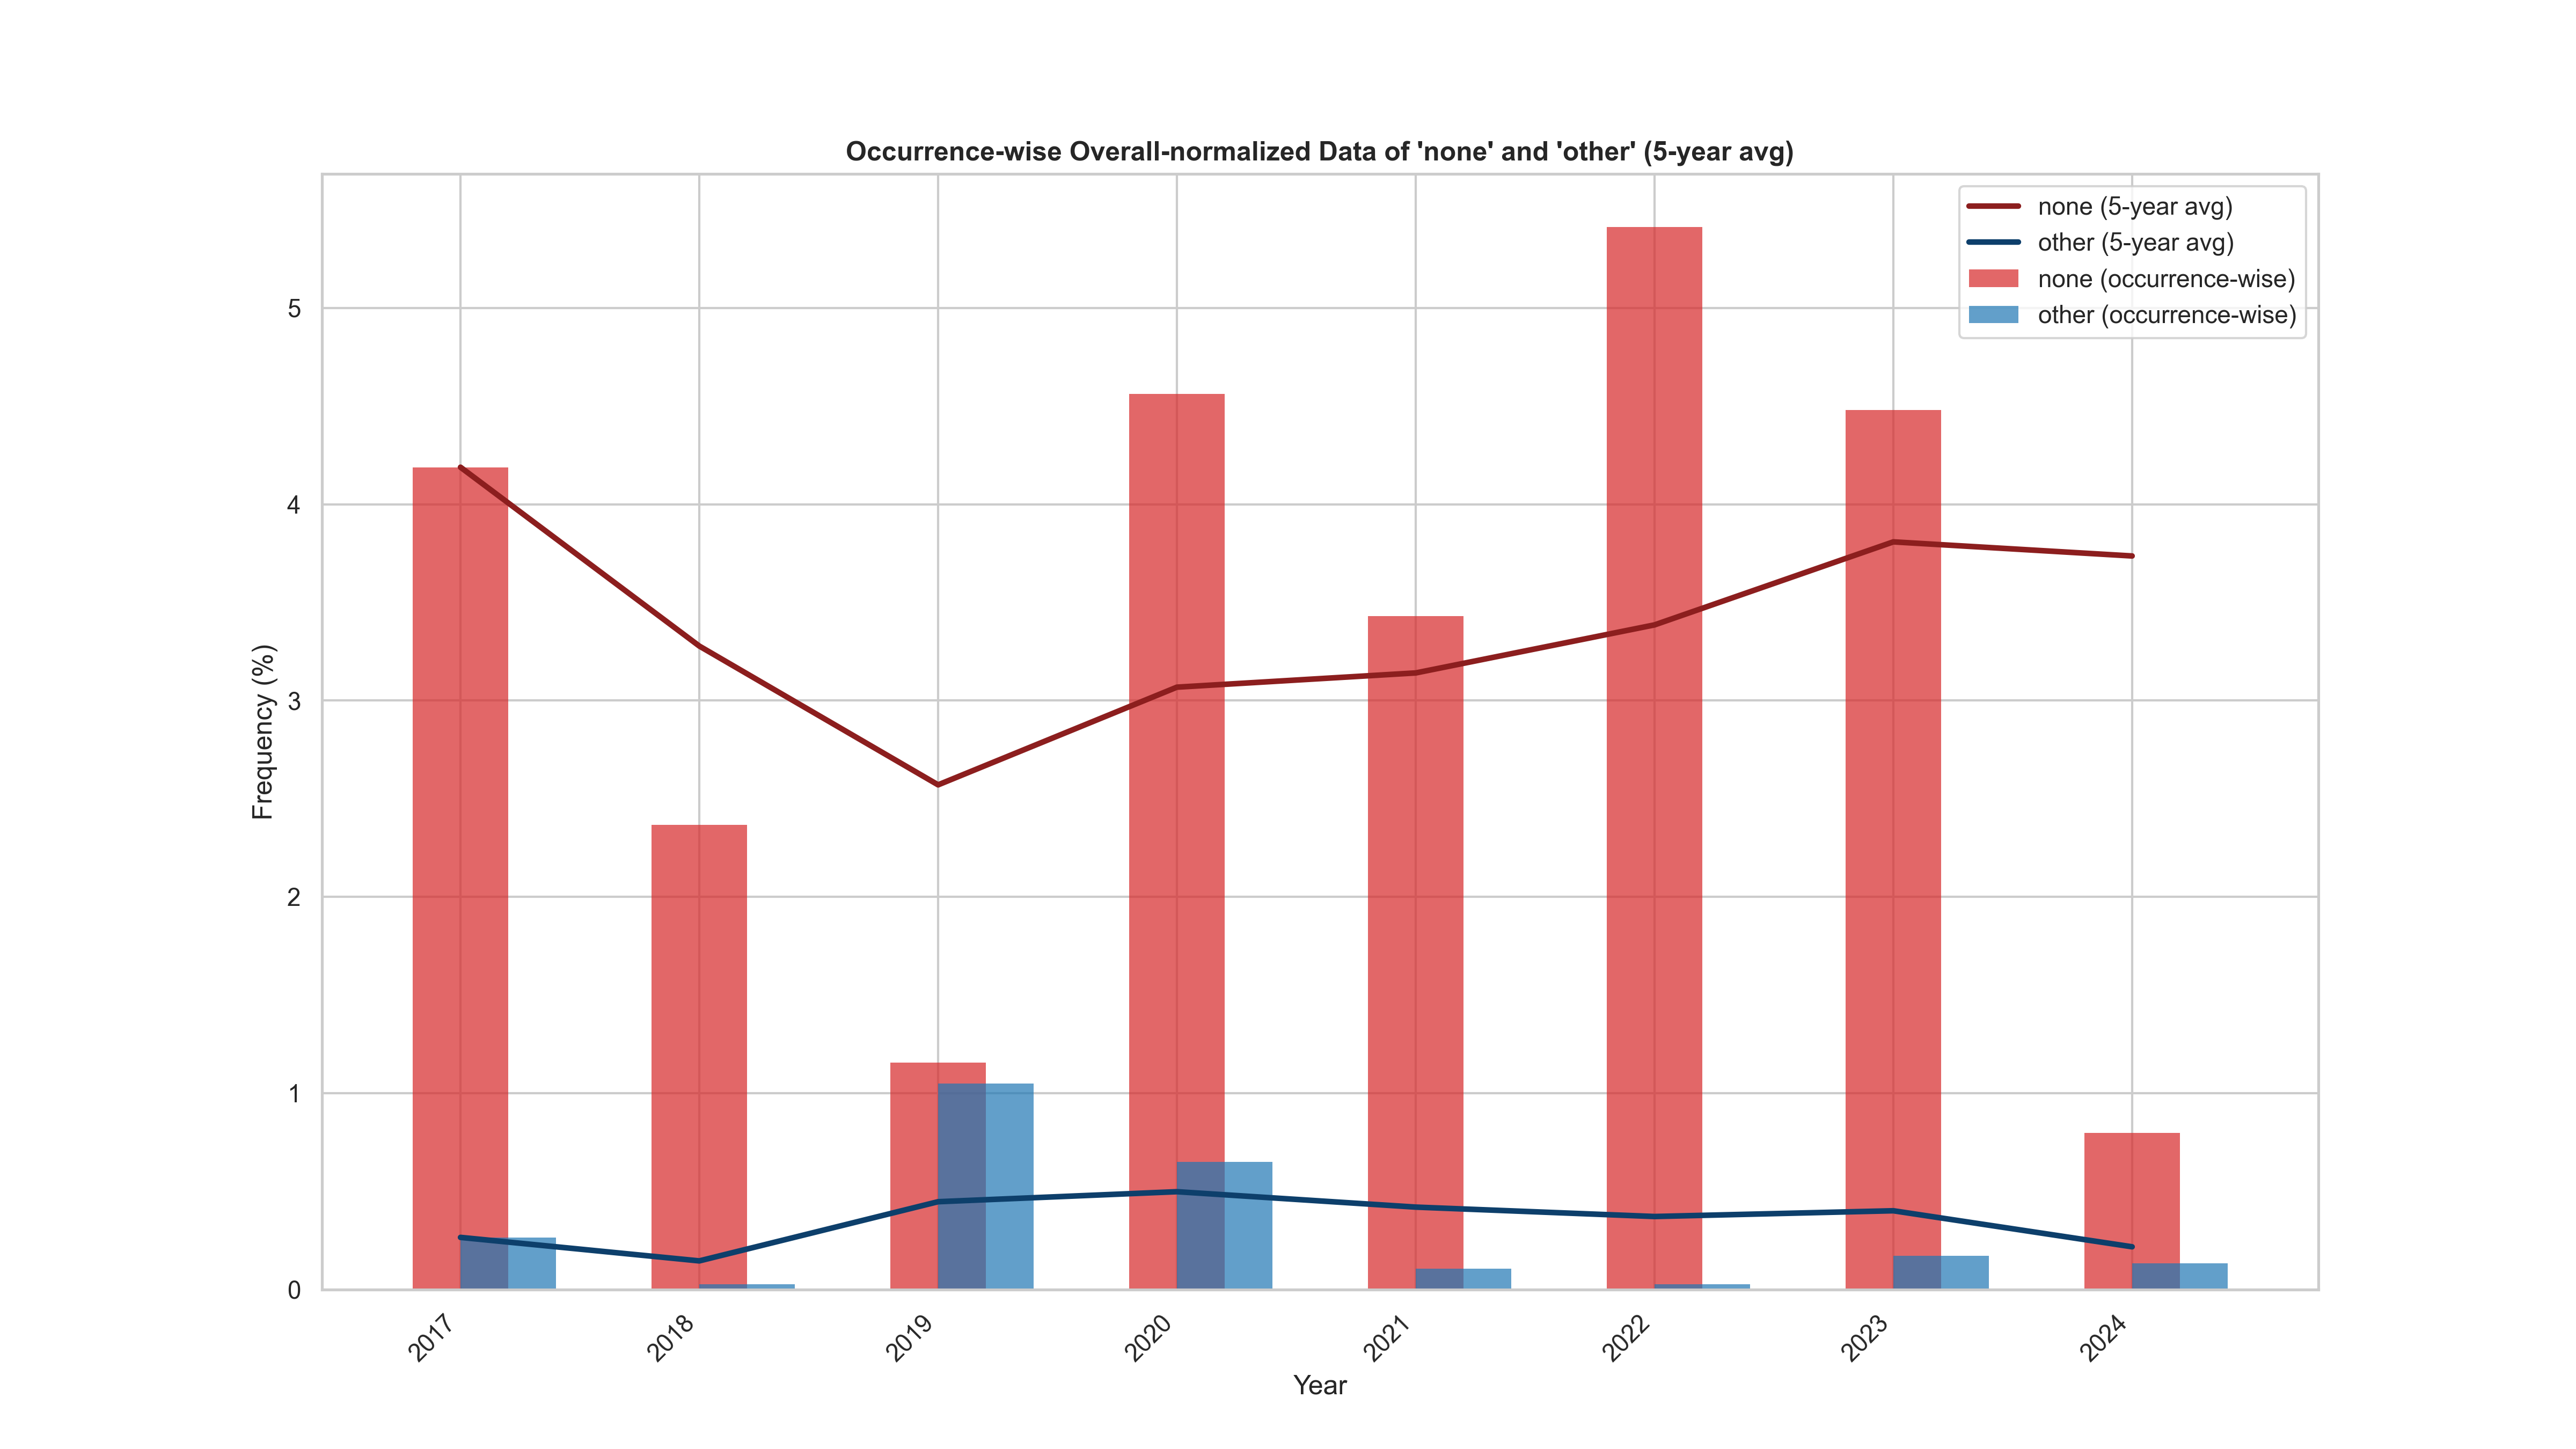 Occurrence-wise Overall-normalized Data of 'none' and 'other' (5-year avg)
none (5-year avg)
other (5-year avg)
none (occurrence-wise)
other (occurrence-wise)
Frequency (%)
5
4
3
2
1
0
2017
2018
2019
2020
2021
2022
2023
2024
Year